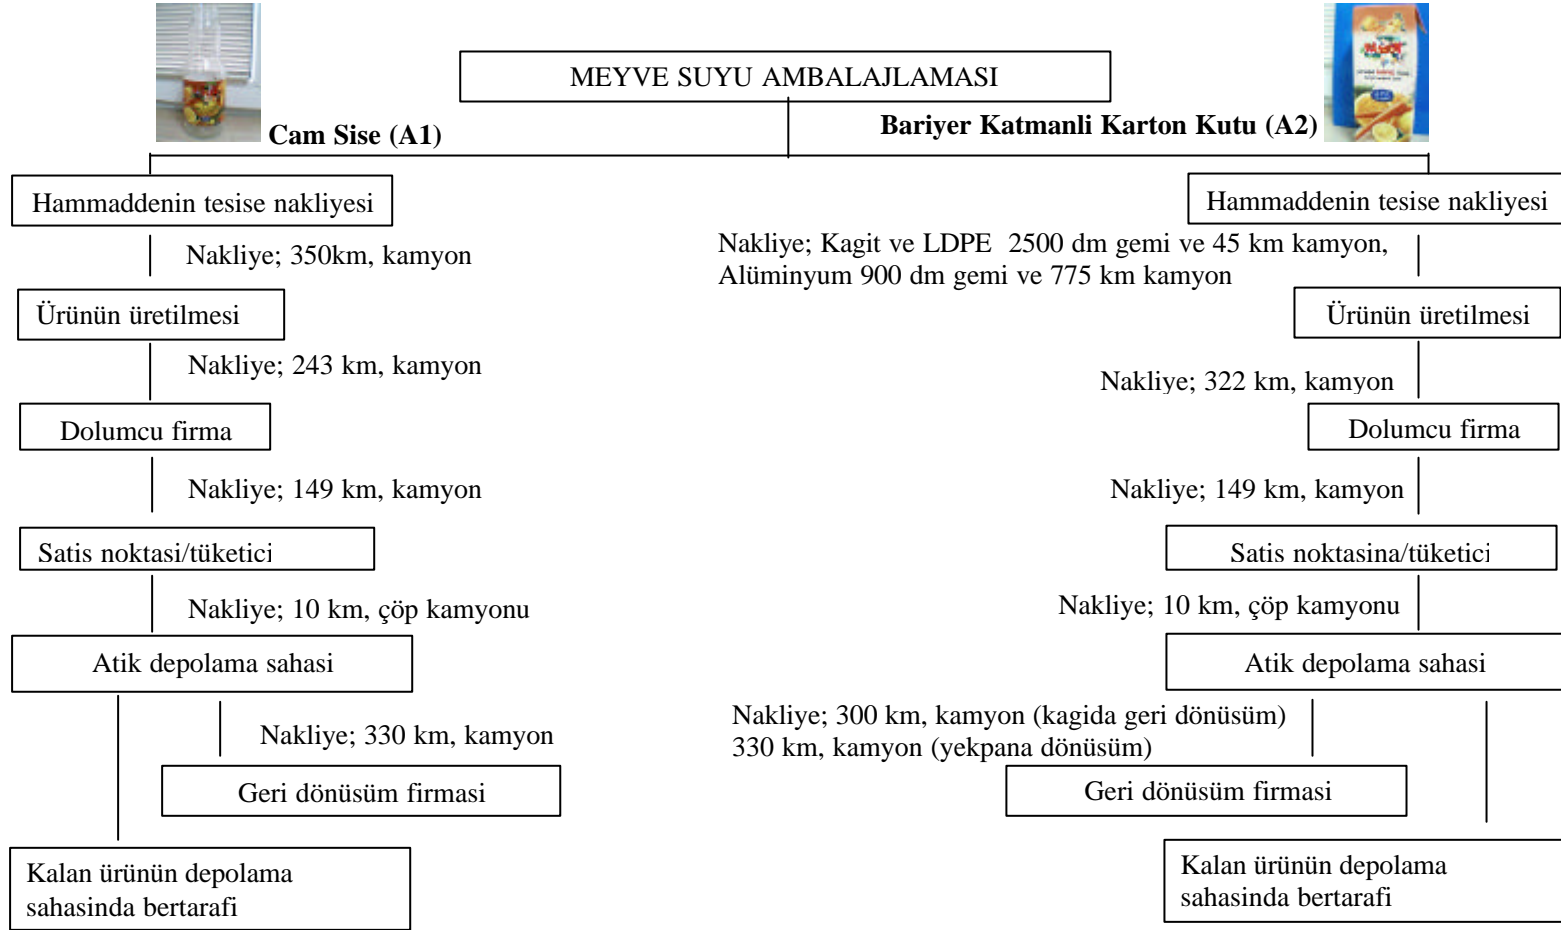 MEYVE SUYU AMBALAJLAMASI
Cam Sise (A1)
Bariyer Katmanli Karton Kutu (A2)
Hammaddenin tesise nakliyesi
Nakliye; 350km, kamyon
Ürünün üretilmesi
Nakliye; 243 km, kamyon
Dolumcu firma
Nakliye; 149 km, kamyon
Satis noktasi/tüketici
Nakliye; 10 km, çöp kamyonu
Atik depolama sahasi
Nakliye; 330 km, kamyon
Geri dönüsüm firmasi
Kalan ürünün depolama
sahasinda bertarafi
Hammaddenin tesise nakliyesi
Nakliye; Kagit ve LDPE 2500 dm gemi ve 45 km kamyon,
Alüminyum 900 dm gemi ve 775 km kamyon
Ürünün üretilmesi
Nakliye; 322 km, kamyon
Dolumcu firma
Nakliye; 149 km, kamyon
Satis noktasina/tüketici
Nakliye; 10 km, çöp kamyonu
Atik depolama sahasi
Nakliye; 300 km, kamyon (kagida geri dönüsüm)
330 km, kamyon (yekpana dönüsüm)
Geri dönüsüm firmasi
Kalan ürünün depolama
sahasinda bertarafi